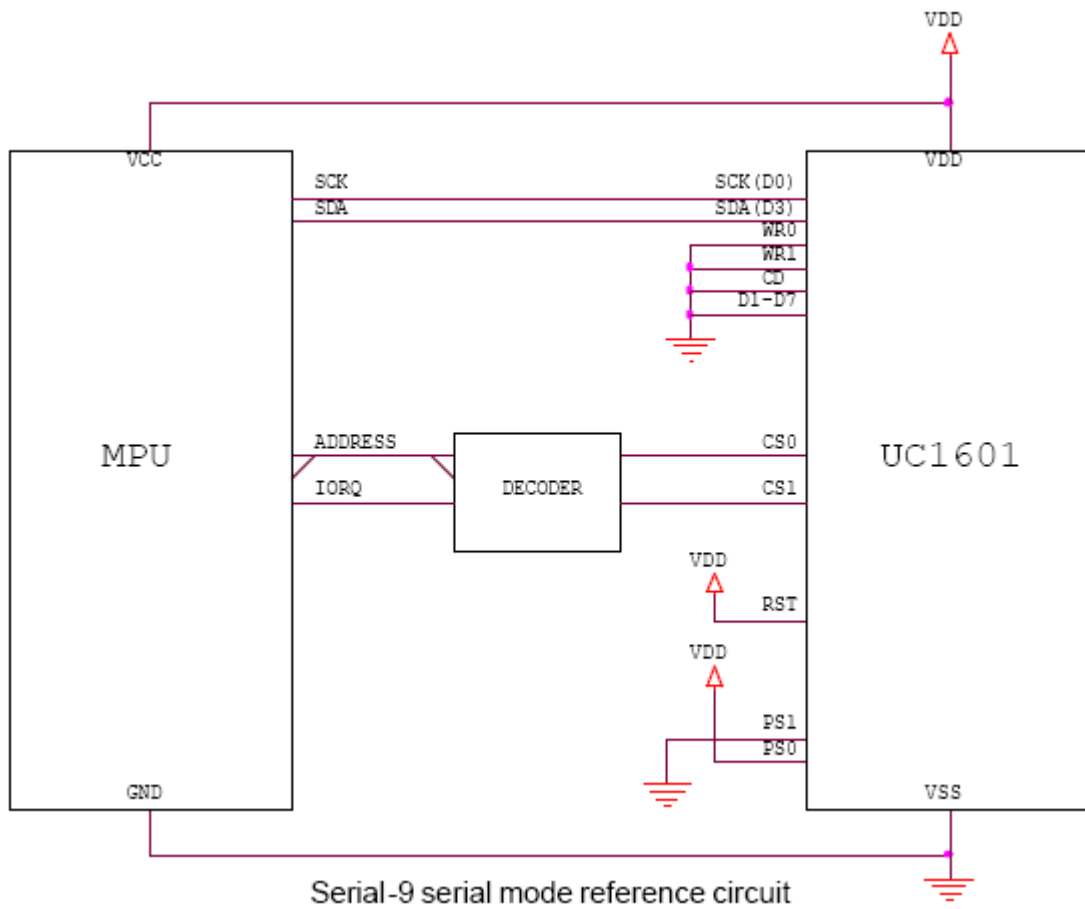 VDD
VCC
VDD
SCK
SCK(D0)
SDA
SDA(D3)
WR0
WR1
CD
D1-D7
MPU
ADDRESS
CS0
UC1601
IORQ
DECODER
CS1
VDD
RST
VDD
PS1
PS0
GND
VSS
Serial-9 serial mode reference circuit